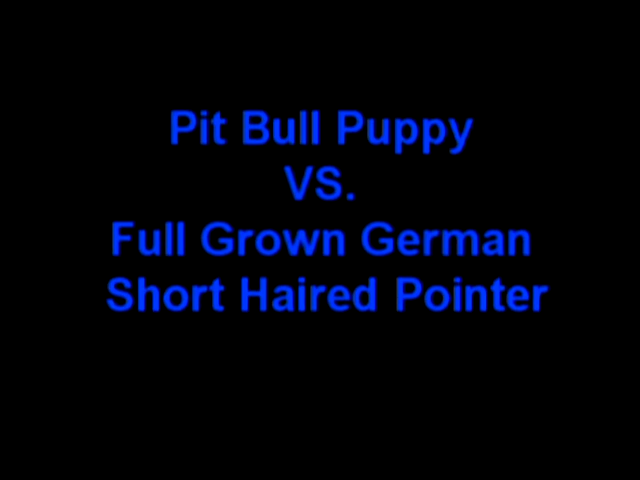 Pit Bull Puppy
VS.
Full Grown German
Short Haired Pointer